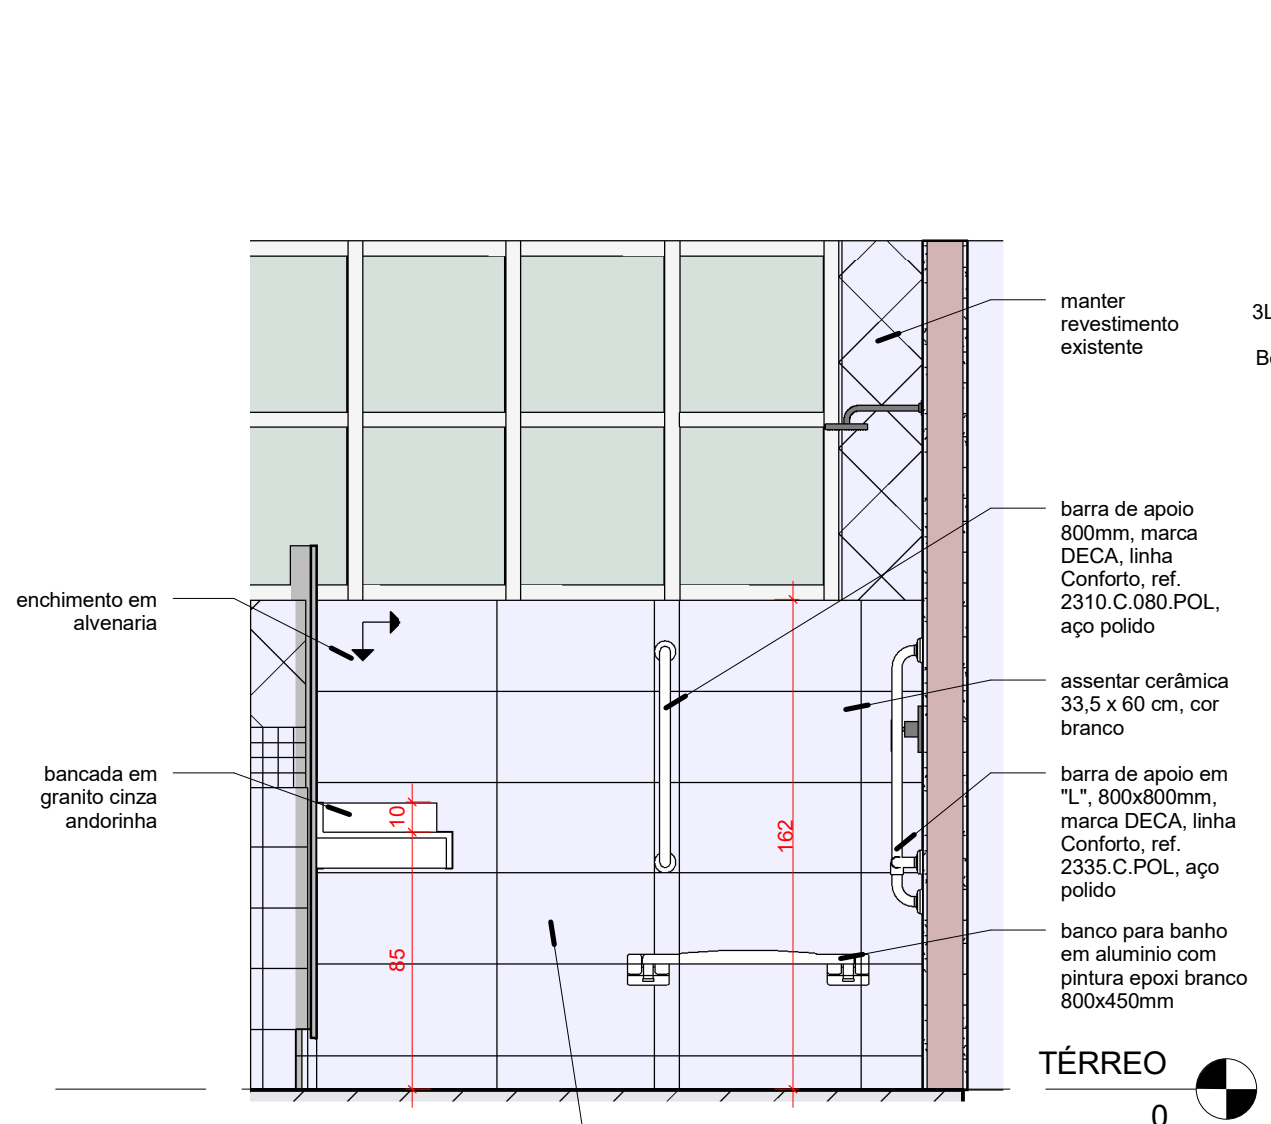 manter
revestimento
existente
3L
Be
barra de apoio
800mm, marca
DECA, linha
Conforto, ref.
2310.C.080.POL,
aço polido
enchimento em
alvenaria
assentar cerâmica
33,5 x 60 cm, cor
branco
bancada em
granito cinza
andorinha
10
162
85
barra de apoio em
"L", 800x800mm,
marca DECA, linha
Conforto, ref.
2335.C.POL, aço
polido
banco para banho
em aluminio com
pintura epoxi branco
800x450mm
TÉRREO
0